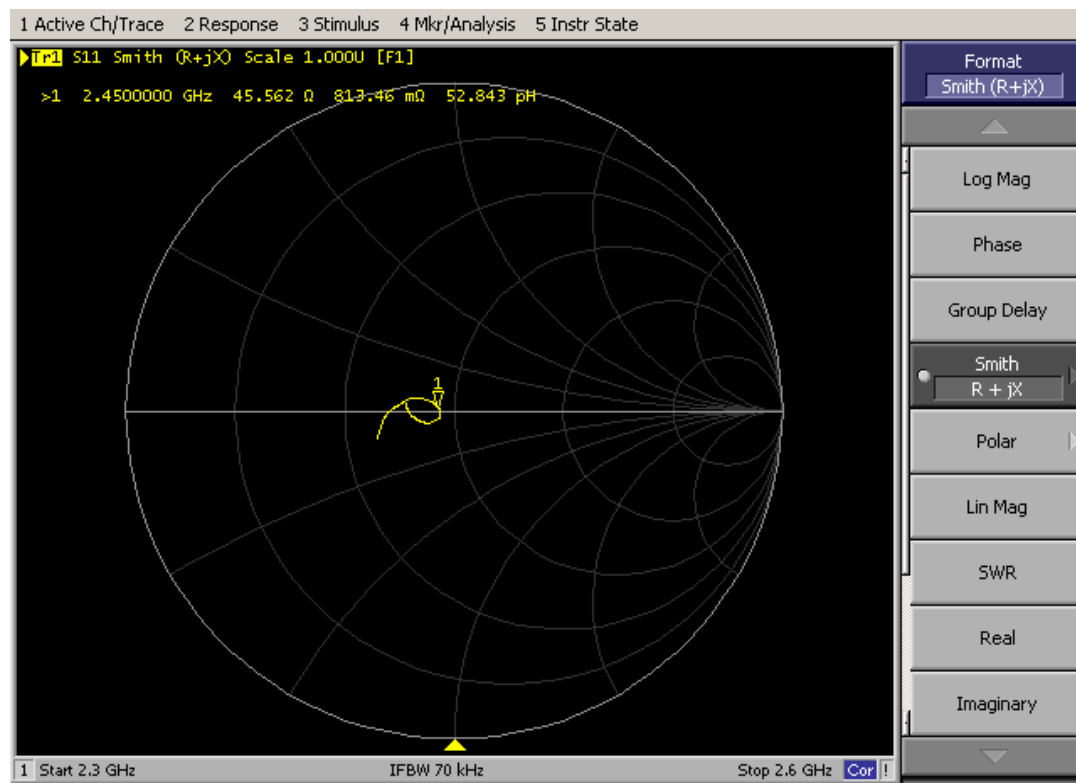 1 Active Ch/Trace 2 Response 3 Stimulus 4 Mkr/Analysis 5 Instr State
Tr1 S11 Smith (R+jX) Scale 1.000U [F1]
>1 2.4500000 GHz 45.562 Ω 813.46 mΩ 52.843 pH
1
Format
Smith (R+jX)
Log Mag
Phase
Group Delay
Smith
R + jX
Polar
Lin Mag
SWR
Real
Imaginary
1 Start 2.3 GHz IFBW 70 kHz Stop 2.6 GHz Cor !